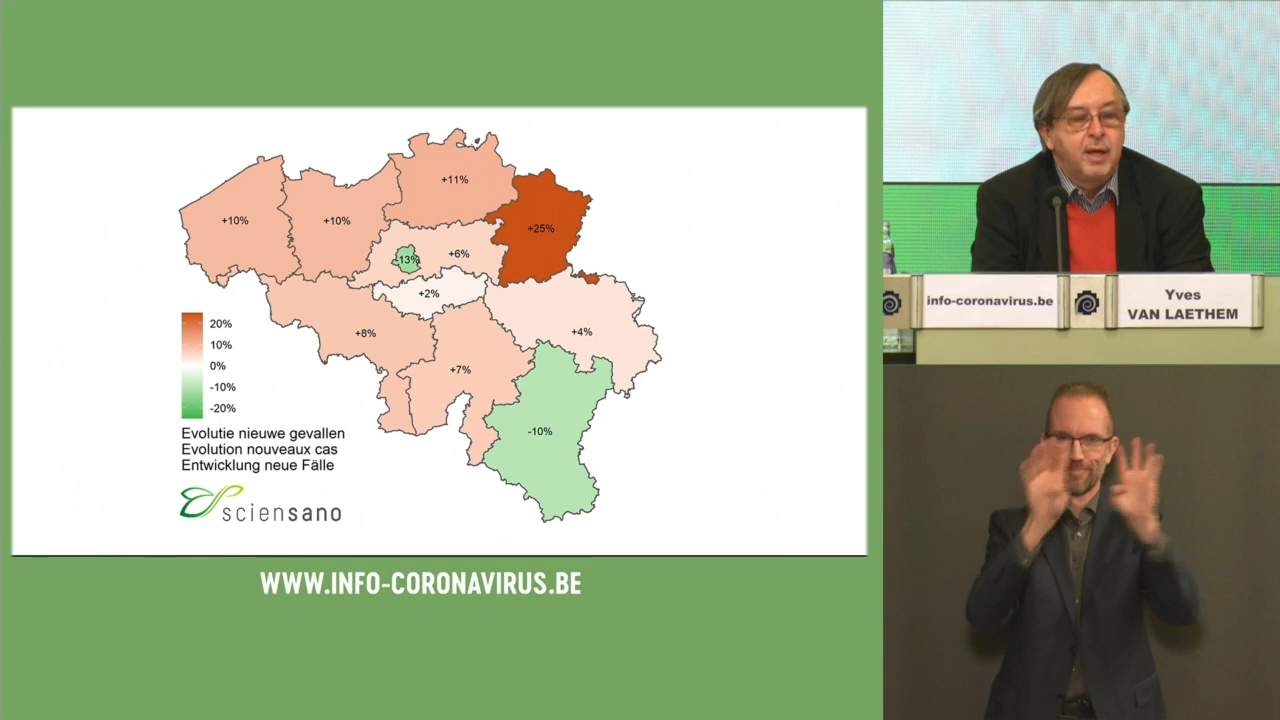 +11%
+10%
+10%
+25%
+6%
-13%
+2%
+8%
+4%
+7%
-10%
20%
10%
0%
-10%
-20%
Evolutie nieuwe gevallen
Evolution nouveaux cas
Entwicklung neue Fälle
sciensano
WWW.INFO-CORONAVIRUS.BE
info-coronavirus.be
Yves
VAN LAETHEM